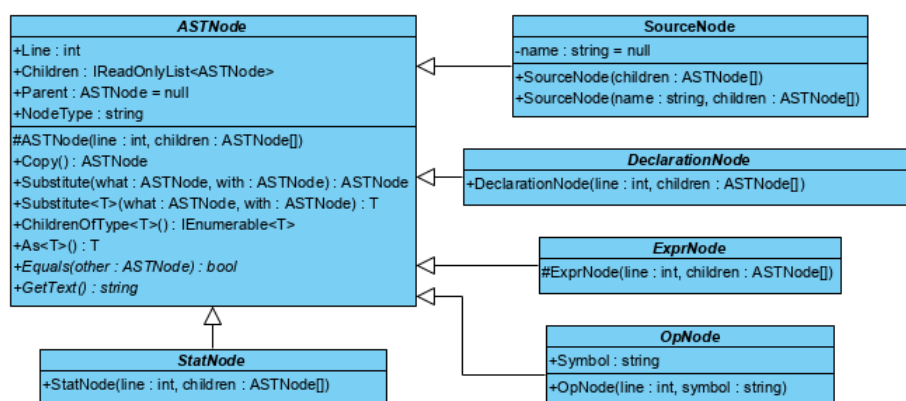 ASTNode
+Line : int
+Children : IReadOnlyList<ASTNode>
+Parent : ASTNode = null
+NodeType : string
#ASTNode(line : int, children : ASTNode[])
+Copy() : ASTNode
+Substitute(what : ASTNode, with : ASTNode) : ASTNode
+Substitute<T>(what : ASTNode, with : ASTNode) : T
+ChildrenOfType<T>() : IEnumerable<T>
+As<T>() : T
+Equals(other : ASTNode) : bool
+GetText() : string
SourceNode
-name : string = null
+SourceNode(children : ASTNode[])
+SourceNode(name : string, children : ASTNode[])
DeclarationNode
+DeclarationNode(line : int, children : ASTNode[])
ExprNode
#ExprNode(line : int, children : ASTNode[])
OpNode
+Symbol : string
+OpNode(line : int, symbol : string)
StatNode
+StatNode(line : int, children : ASTNode[])